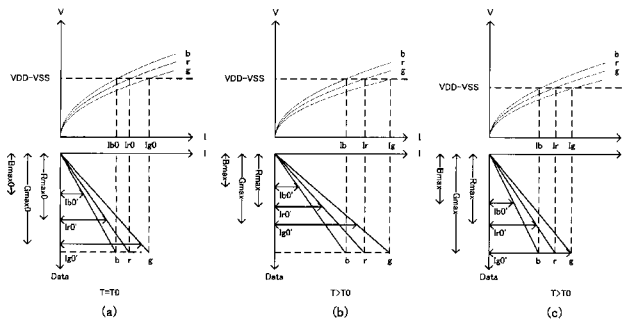 V
b
r
g
VDD-VSS
I
Ib0 Ir0 Ig0
I
Bmax0
Gmax0
Rmax0
Ib0'
Ir0'
Ig0'
b r g
Data
T=T0
(a)
V
b
r
g
VDD-VSS
I
Ib Ir Ig
I
Bmax
Gmax
Rmax
Ib0'
Ir0'
Ig0'
b r g
Data
T>T0
(b)
V
b
r
g
VDD-VSS
I
Ib Ir Ig
I
Bmax
Gmax
Rmax
Ib0'
Ir0'
Ig0'
b r g
Data
T>T0
(c)